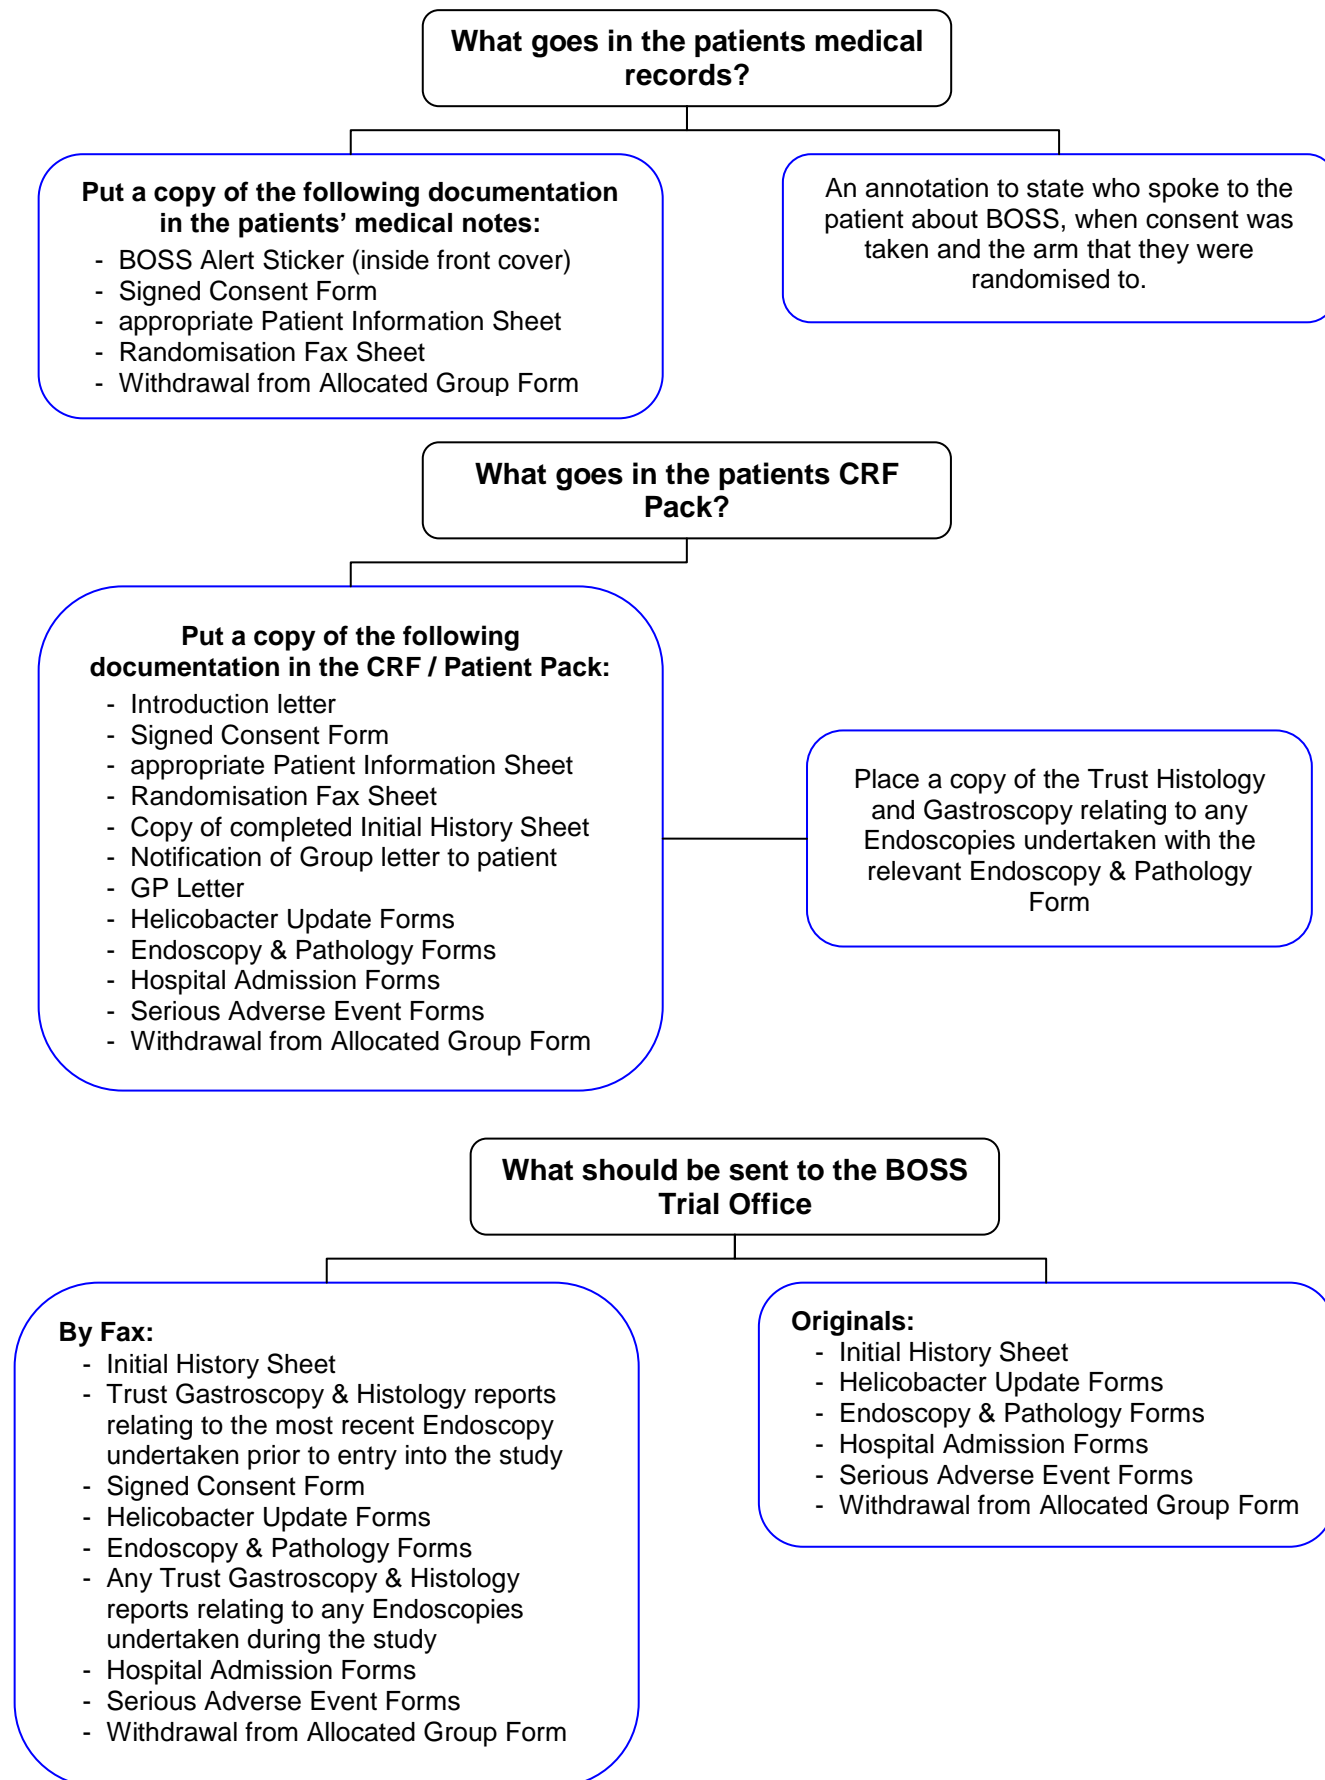 What goes in the patients medical
records?
Put a copy of the following documentation
in the patients’ medical notes:
- BOSS Alert Sticker (inside front cover)
- Signed Consent Form
- appropriate Patient Information Sheet
- Randomisation Fax Sheet
- Withdrawal from Allocated Group Form
An annotation to state who spoke to the
patient about BOSS, when consent was
taken and the arm that they were
randomised to.
What goes in the patients CRF
Pack?
Put a copy of the following
documentation in the CRF / Patient Pack:
- Introduction letter
- Signed Consent Form
- appropriate Patient Information Sheet
- Randomisation Fax Sheet
- Copy of completed Initial History Sheet
- Notification of Group letter to patient
- GP Letter
- Helicobacter Update Forms
- Endoscopy & Pathology Forms
- Hospital Admission Forms
- Serious Adverse Event Forms
- Withdrawal from Allocated Group Form
Place a copy of the Trust Histology
and Gastroscopy relating to any
Endoscopies undertaken with the
relevant Endoscopy & Pathology
Form
What should be sent to the BOSS
Trial Office
By Fax:
- Initial History Sheet
- Trust Gastroscopy & Histology reports
relating to the most recent Endoscopy
undertaken prior to entry into the study
- Signed Consent Form
- Helicobacter Update Forms
- Endoscopy & Pathology Forms
- Any Trust Gastroscopy & Histology
reports relating to any Endoscopies
undertaken during the study
- Hospital Admission Forms
- Serious Adverse Event Forms
- Withdrawal from Allocated Group Form
Originals:
- Initial History Sheet
- Helicobacter Update Forms
- Endoscopy & Pathology Forms
- Hospital Admission Forms
- Serious Adverse Event Forms
- Withdrawal from Allocated Group Form